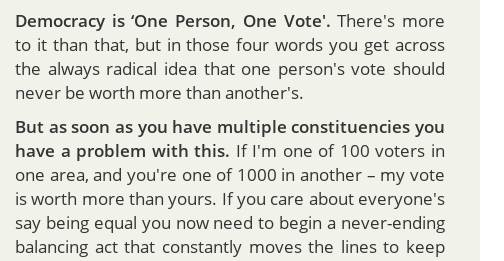 Democracy is ‘One Person, One Vote'. There's more
to it than that, but in those four words you get across
the always radical idea that one person's vote should
never be worth more than another's.
But as soon as you have multiple constituencies you
have a problem with this. If I'm one of 100 voters in
one area, and you're one of 1000 in another – my vote
is worth more than yours. If you care about everyone's
say being equal you now need to begin a never-ending
balancing act that constantly moves the lines to keep